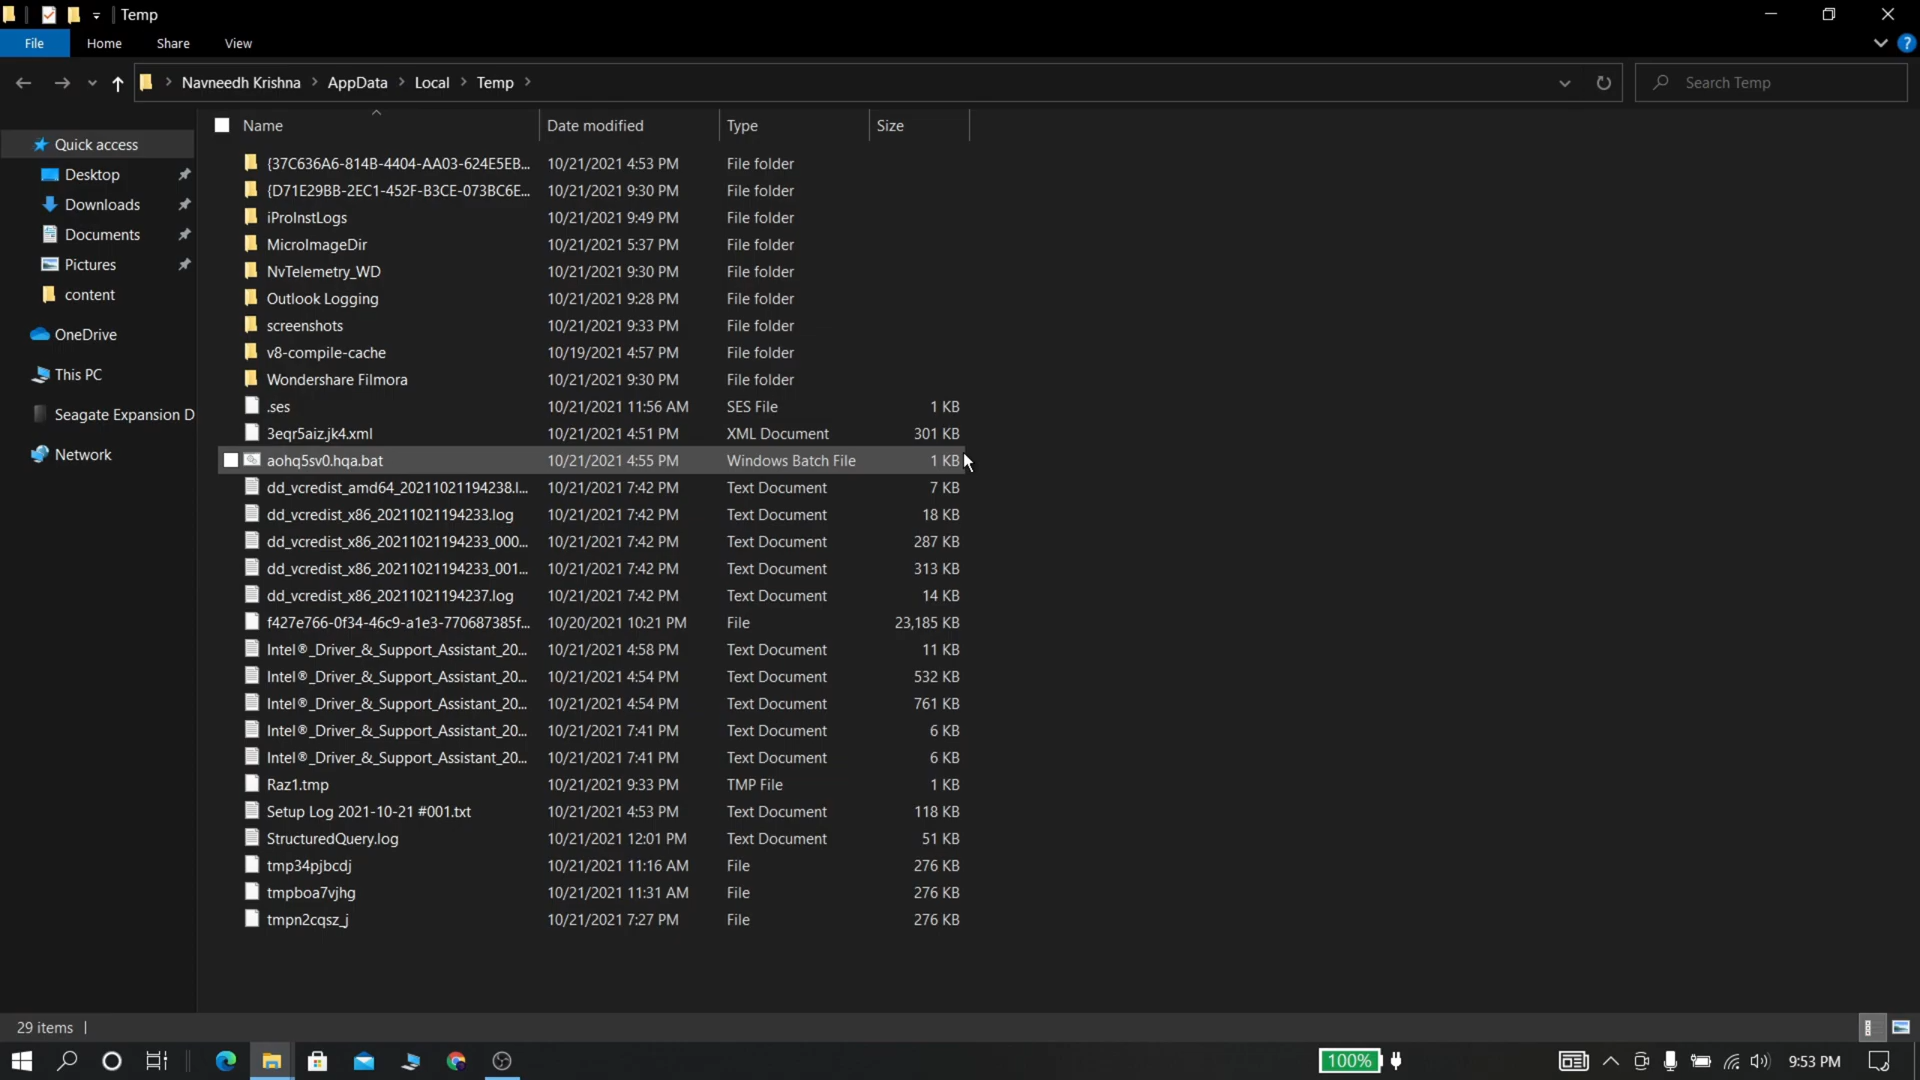 Temp
File Home Share View
Navneedh Krishna AppData Local Temp Search Temp
Name Date modified Type Size
Quick access
Desktop
Downloads
Documents
Pictures
content
OneDrive
This PC
Seagate Expansion D
Network
{37C636A6-814B-4404-AA03-624E5EB... 10/21/2021 4:53 PM File folder
{D71E29BB-2EC1-452F-B3CE-073BC6E... 10/21/2021 9:30 PM File folder
iProInstLogs 10/21/2021 9:49 PM File folder
MicroImageDir 10/21/2021 5:37 PM File folder
NvTelemetry_WD 10/21/2021 9:30 PM File folder
Outlook Logging 10/21/2021 9:28 PM File folder
screenshots 10/21/2021 9:33 PM File folder
v8-compile-cache 10/19/2021 4:57 PM File folder
Wondershare Filmora 10/21/2021 9:30 PM File folder
.ses 10/21/2021 11:56 AM SES File 1 KB
3eqr5aiz.jk4.xml 10/21/2021 4:51 PM XML Document 301 KB
aohq5sv0.hqa.bat 10/21/2021 4:55 PM Windows Batch File 1 KB
dd_vcredist_amd64_20211021194238.l... 10/21/2021 7:42 PM Text Document 7 KB
dd_vcredist_x86_20211021194233.log 10/21/2021 7:42 PM Text Document 18 KB
dd_vcredist_x86_20211021194233_000... 10/21/2021 7:42 PM Text Document 287 KB
dd_vcredist_x86_20211021194233_001... 10/21/2021 7:42 PM Text Document 313 KB
dd_vcredist_x86_20211021194237.log 10/21/2021 7:42 PM Text Document 14 KB
f427e766-0f34-46c9-a1e3-770687385f... 10/20/2021 10:21 PM File 23,185 KB
Intel®_Driver_&_Support_Assistant_20... 10/21/2021 4:58 PM Text Document 11 KB
Intel®_Driver_&_Support_Assistant_20... 10/21/2021 4:54 PM Text Document 532 KB
Intel®_Driver_&_Support_Assistant_20... 10/21/2021 4:54 PM Text Document 761 KB
Intel®_Driver_&_Support_Assistant_20... 10/21/2021 7:41 PM Text Document 6 KB
Intel®_Driver_&_Support_Assistant_20... 10/21/2021 7:41 PM Text Document 6 KB
Raz1.tmp 10/21/2021 9:33 PM TMP File 1 KB
Setup Log 2021-10-21 #001.txt 10/21/2021 4:53 PM Text Document 118 KB
StructuredQuery.log 10/21/2021 12:01 PM Text Document 51 KB
tmp34pjbcdj 10/21/2021 11:16 AM File 276 KB
tmpboa7vjhg 10/21/2021 11:31 AM File 276 KB
tmpn2cqsz_j 10/21/2021 7:27 PM File 276 KB
29 items
100% 9:53 PM